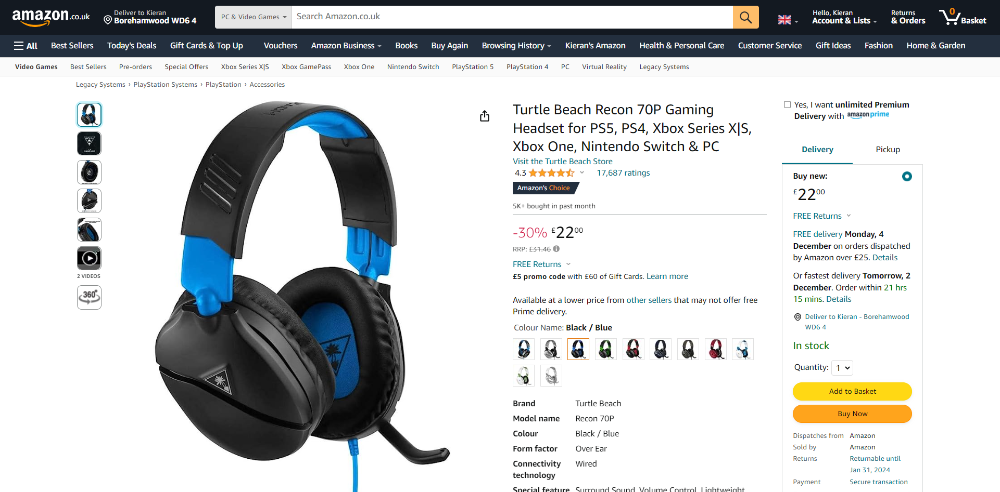 amazon.co.uk
Deliver to Kieran
Borehamwood WD6 4
PC & Video Games
Search Amazon.co.uk
Hello, Kieran
Account & Lists
Returns
& Orders
0
Basket
All
Best Sellers
Today's Deals
Gift Cards & Top Up
Vouchers
Amazon Business
Books
Buy Again
Browsing History
Kieran's Amazon
Health & Personal Care
Customer Service
Gift Ideas
Fashion
Home & Garden
Video Games
Best Sellers
Pre-orders
Special Offers
Xbox Series X|S
Xbox GamePass
Xbox One
Nintendo Switch
PlayStation 5
PlayStation 4
PC
Virtual Reality
Legacy Systems
Legacy Systems › PlayStation Systems › PlayStation › Accessories
2 VIDEOS
360°
BEACH
Turtle Beach Recon 70P Gaming
Headset for PS5, PS4, Xbox Series X|S,
Xbox One, Nintendo Switch & PC
Visit the Turtle Beach Store
4.3
17,687 ratings
Amazon's Choice
5K+ bought in past month
-30% £2200
RRP: £31.46
FREE Returns
£5 promo code with £60 of Gift Cards. Learn more
Available at a lower price from other sellers that may not offer free
Prime delivery.
Colour Name: Black / Blue
Brand Turtle Beach
Model name Recon 70P
Colour Black / Blue
Form factor Over Ear
Connectivity Wired
technology
Special feature Surround Sound, Volume Control, Lightweight
Yes, I want unlimited Premium
Delivery with amazon prime
Delivery
Pickup
Buy new:
£2200
FREE Returns
FREE delivery Monday, 4
December on orders dispatched
by Amazon over £25. Details
Or fastest delivery Tomorrow, 2
December. Order within 21 hrs
15 mins. Details
Deliver to Kieran - Borehamwood
WD6 4
In stock
Quantity: 1
Add to Basket
Buy Now
Dispatches from Amazon
Sold by Amazon
Returns Returnable until
Jan 31, 2024
Payment Secure transaction